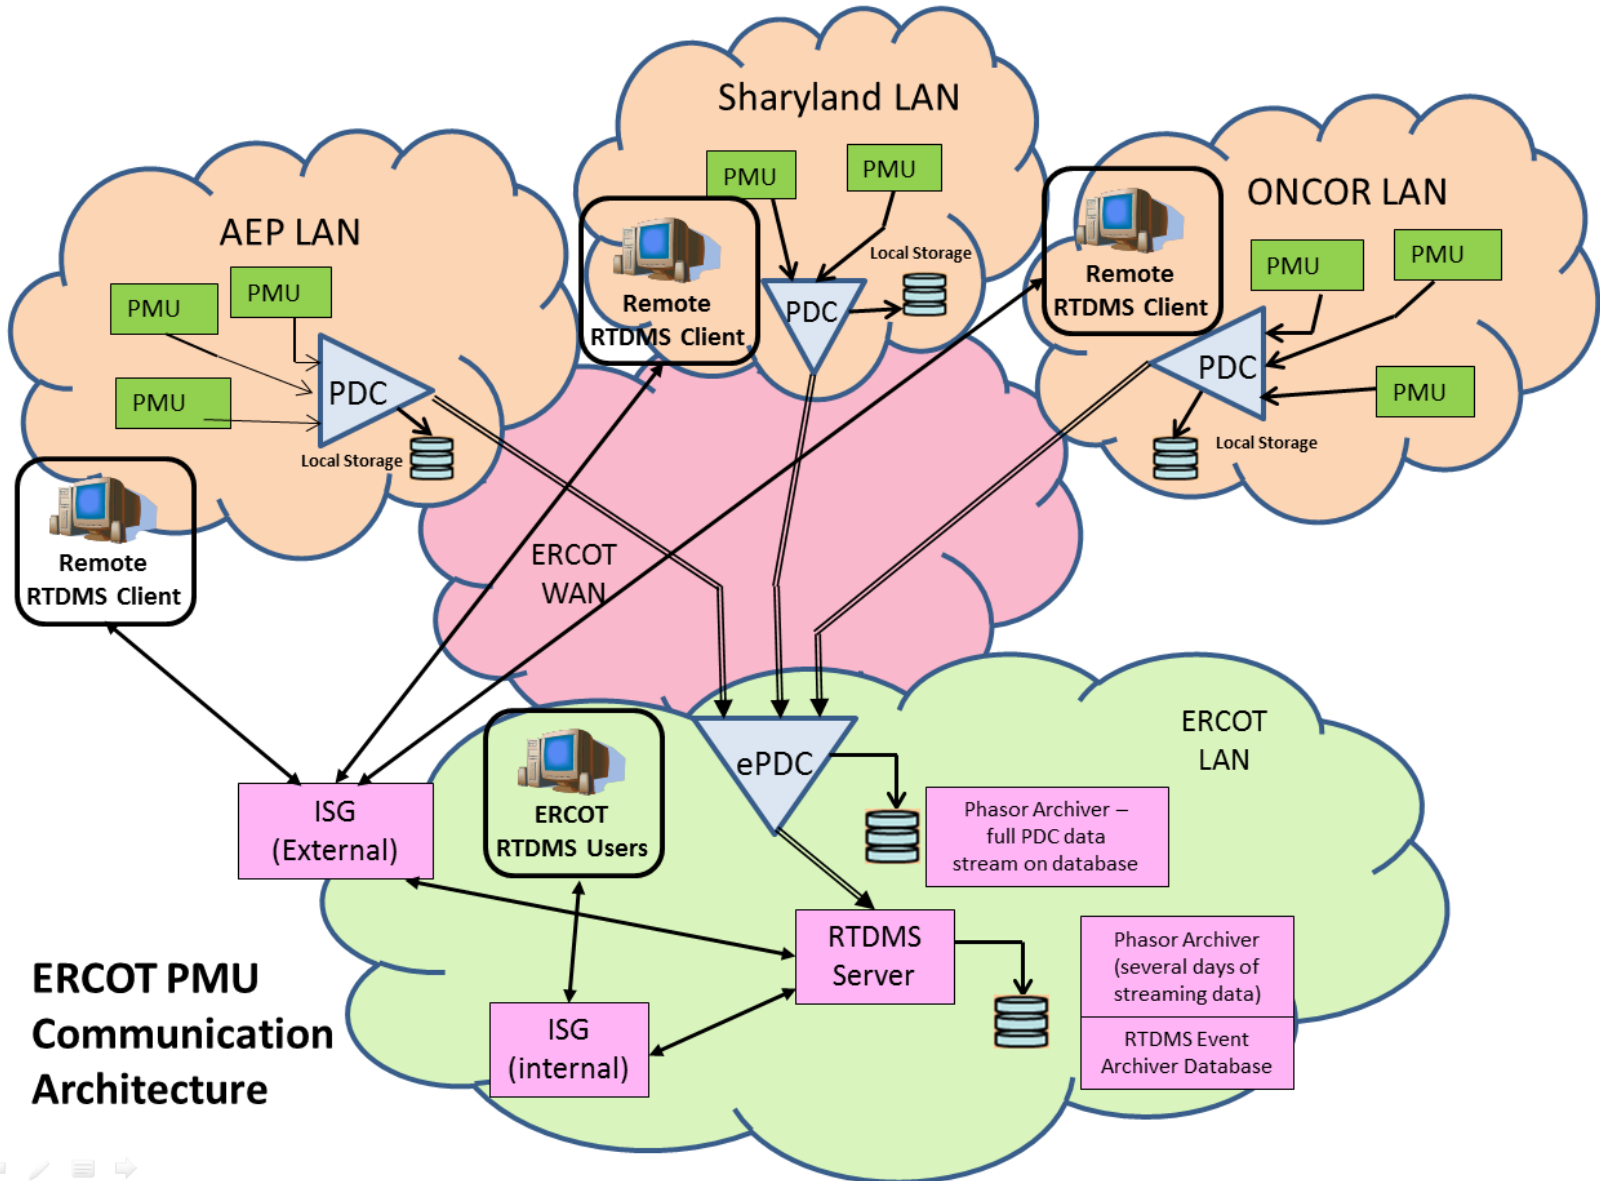 Sharyland LAN
PMU
PMU
Local Storage
PDC
Remote
RTDMS Client
ONCOR LAN
Remote
RTDMS Client
PMU
PMU
PDC
PMU
Local Storage
AEP LAN
PMU
PMU
PDC
PMU
Local Storage
Remote
RTDMS Client
ERCOT
WAN
ERCOT
LAN
ePDC
ERCOT
RTDMS Users
ISG
(External)
Phasor Archiver –
full PDC data
stream on database
RTDMS
Server
Phasor Archiver
(several days of
streaming data)
RTDMS Event
Archiver Database
ISG
(internal)
ERCOT PMU
Communication
Architecture